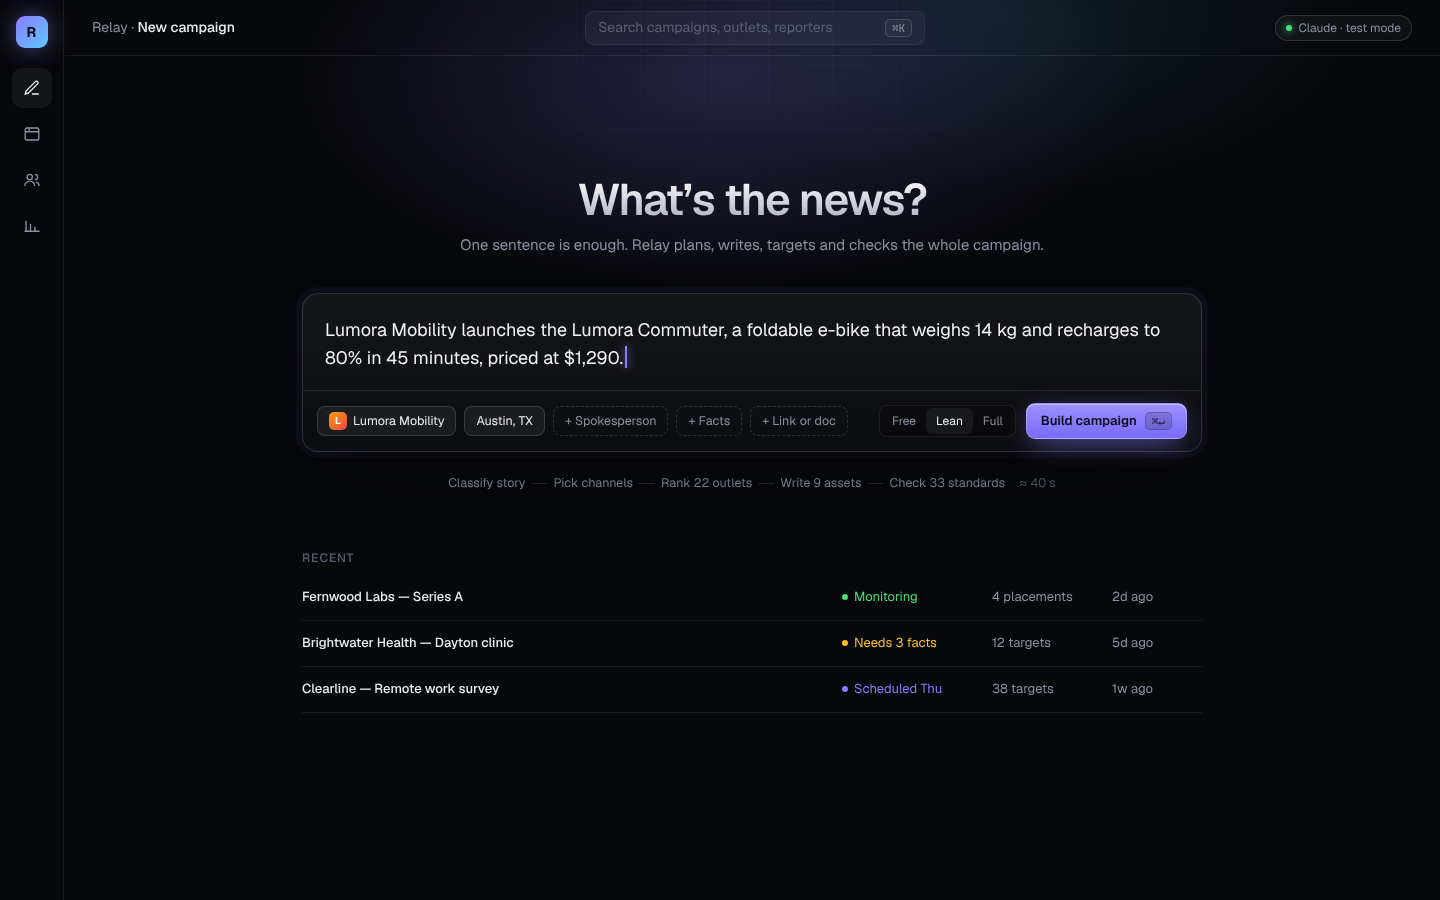 R
Relay · New campaign
Search campaigns, outlets, reporters ⌘K
Claude · test mode
What’s the news?
One sentence is enough. Relay plans, writes, targets and checks the whole campaign.
Lumora Mobility launches the Lumora Commuter, a foldable e-bike that weighs 14 kg and recharges to
80% in 45 minutes, priced at $1,290.
L Lumora Mobility Austin, TX + Spokesperson + Facts + Link or doc Free Lean Full Build campaign ⌘↵
Classify story — Pick channels — Rank 22 outlets — Write 9 assets — Check 33 standards ≈ 40 s
RECENT
Fernwood Labs — Series A Monitoring 4 placements 2d ago
Brightwater Health — Dayton clinic Needs 3 facts 12 targets 5d ago
Clearline — Remote work survey Scheduled Thu 38 targets 1w ago